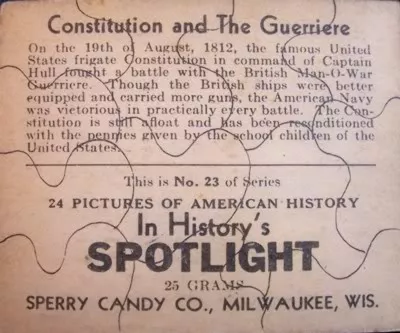 Constitution and The Guerriere
On the 19th of August, 1812, the famous United
States frigate Constitution in command of Captain
Hull fought a battle with the British Man-O-War
Guerriere. Though the British ships were better
equipped and carried more guns, the American Navy
was victorious in practically every battle. The Con-
stitution is still afloat and has been reconditioned
with the pennies given by the school children of the
United States.
This is No. 23 of Series
24 PICTURES OF AMERICAN HISTORY
In History's
SPOTLIGHT
25 GRAMS
SPERRY CANDY CO., MILWAUKEE, WIS.